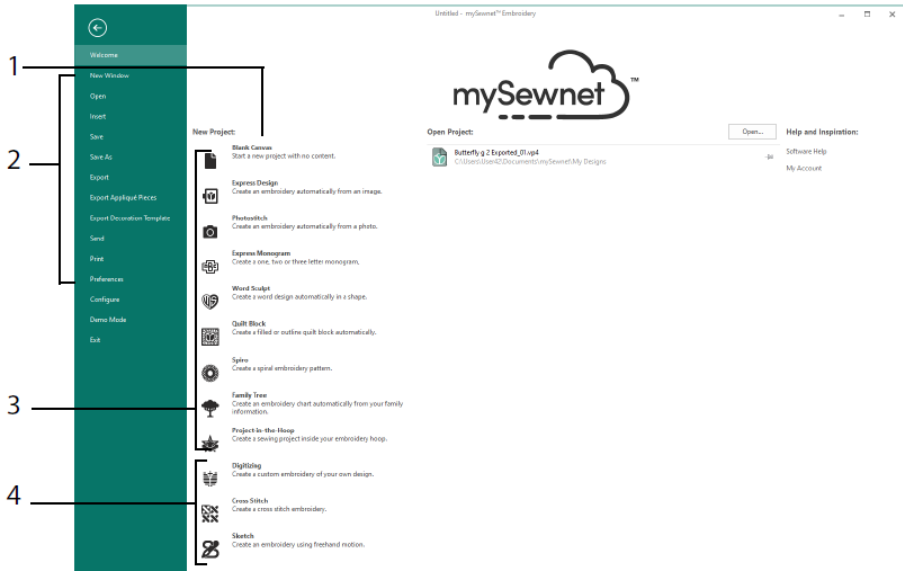 Untitled - mySewnet™ Embroidery
Welcome
1
New Window
Open
Insert
Save
2
Save As
Export
Export Appliqué Pieces
Export Decoration Template
Send
Print
Preferences
Configure
Demo Mode
Exit
3
4
mySewnet™
New Project:
Blank Canvas
Start a new project with no content.
Express Design
Create an embroidery automatically from an image.
Photostitch
Create an embroidery automatically from a photo.
Express Monogram
Create a one, two or three letter monogram.
Word Sculpt
Create a word design automatically in a shape.
Quilt Block
Create a filled or outline quilt block automatically.
Spiro
Create a spiral embroidery pattern.
Family Tree
Create an embroidery chart automatically from your family
information.
Project-in-the-Hoop
Create a sewing project inside your embroidery hoop.
Digitizing
Create a custom embroidery of your own design.
Cross Stitch
Create a cross stitch embroidery.
Sketch
Create an embroidery using freehand motion.
Open Project:
Open...
Butterfly g 2 Exported_01.vp4
C:\Users\User42\Documents\mySewnet\My Designs
Help and Inspiration:
Software Help
My Account